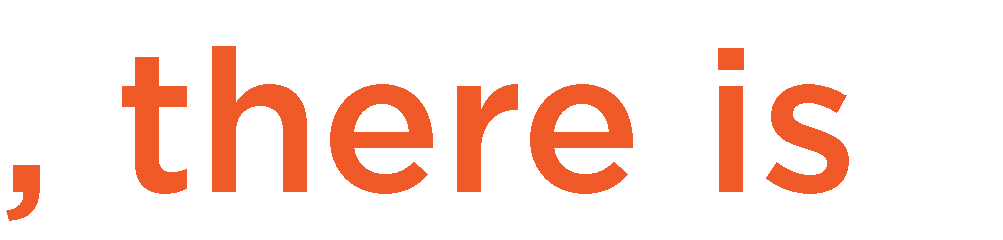 , there is